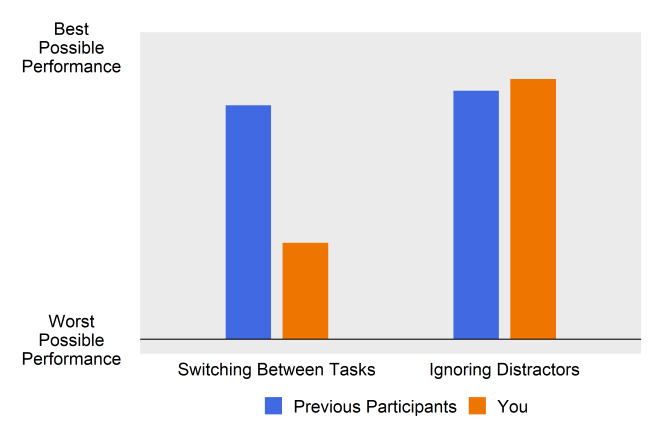 Best
Possible
Performance
Worst
Possible
Performance
Switching Between Tasks
Ignoring Distractors
Previous Participants
You